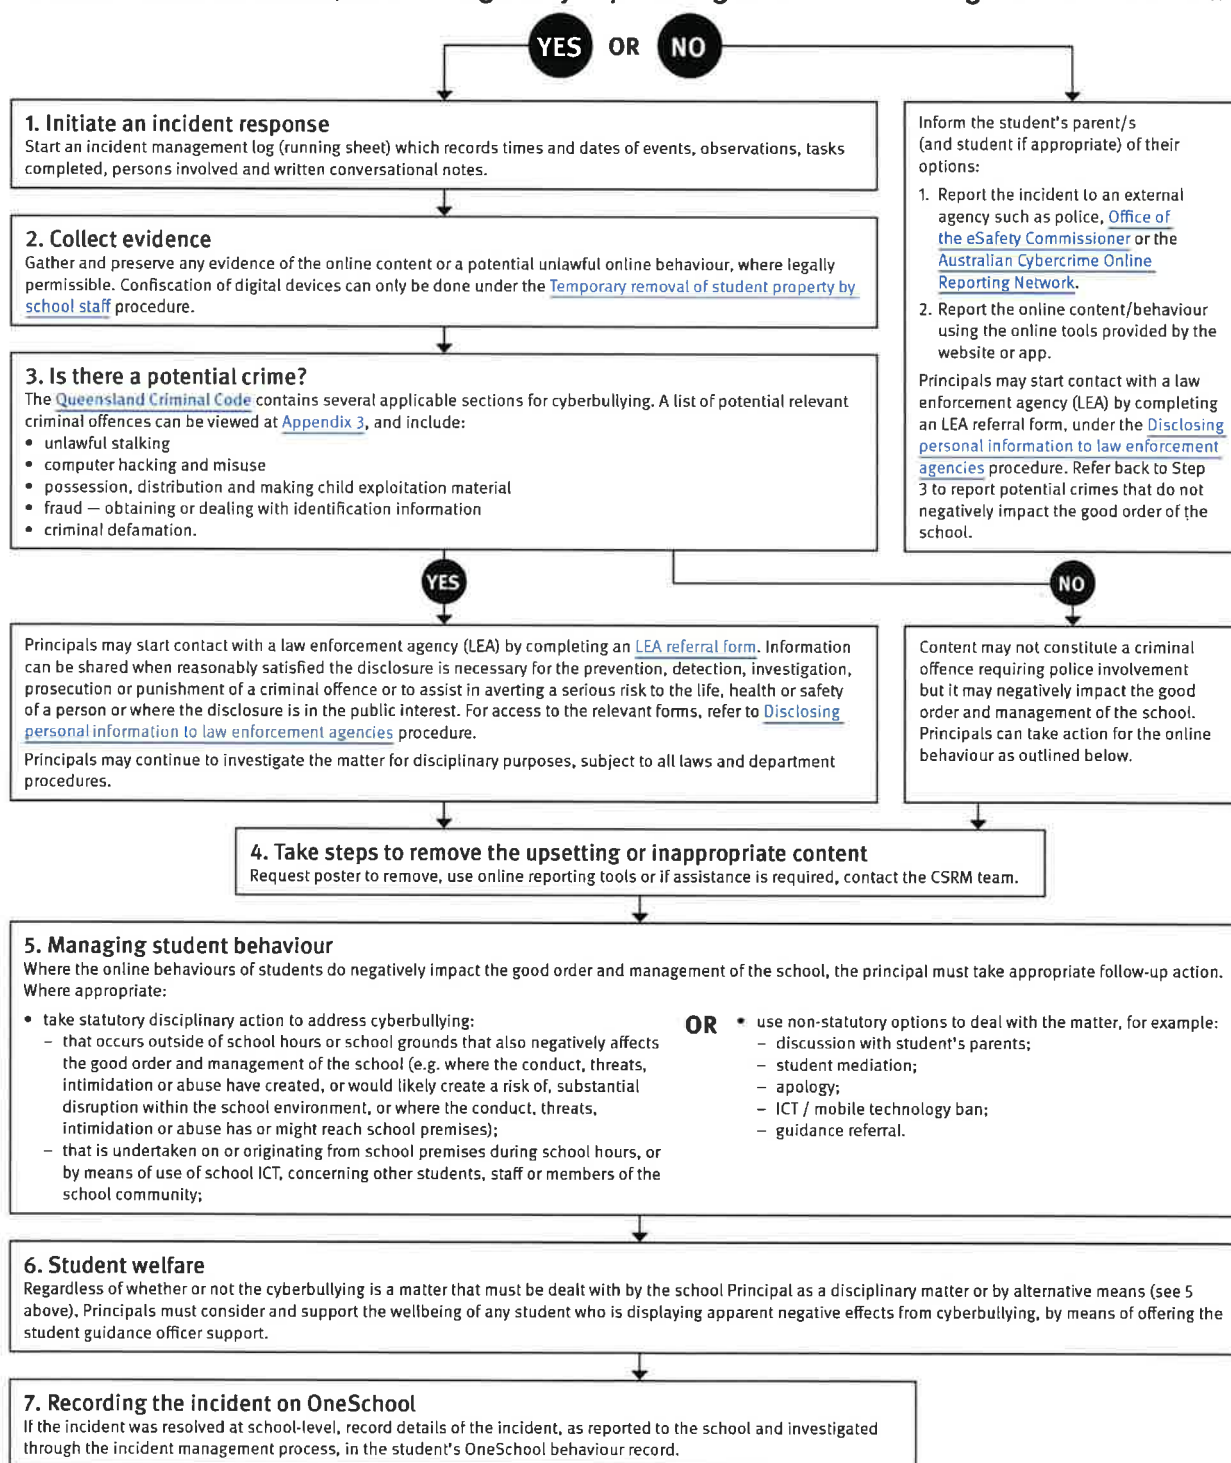 YES OR NO
1. Initiate an incident response
Start an incident management log (running sheet) which records times and dates of events, observations, tasks
completed, persons involved and written conversational notes.
2. Collect evidence
Gather and preserve any evidence of the online content or a potential unlawful online behaviour, where legally
permissible. Confiscation of digital devices can only be done under the Temporary removal of student property by
school staff procedure.
3. Is there a potential crime?
The Queensland Criminal Code contains several applicable sections for cyberbullying. A list of potential relevant
criminal offences can be viewed at Appendix 3, and include:
• unlawful stalking
• computer hacking and misuse
• possession, distribution and making child exploitation material
• fraud — obtaining or dealing with identification information
• criminal defamation.
Inform the student's parent/s
(and student if appropriate) of their
options:
1. Report the incident to an external
agency such as police, Office of
the eSafety Commissioner or the
Australian Cybercrime Online
Reporting Network.
2. Report the online content/behaviour
using the online tools provided by the
website or app.
Principals may start contact with a law
enforcement agency (LEA) by completing
an LEA referral form, under the Disclosing
personal information to law enforcement
agencies procedure. Refer back to Step
3 to report potential crimes that do not
negatively impact the good order of the
school.
YES
NO
Principals may start contact with a law enforcement agency (LEA) by completing an LEA referral form. Information
can be shared when reasonably satisfied the disclosure is necessary for the prevention, detection, investigation,
prosecution or punishment of a criminal offence or to assist in averting a serious risk to the life, health or safety
of a person or where the disclosure is in the public interest. For access to the relevant forms, refer to Disclosing
personal information to law enforcement agencies procedure.
Principals may continue to investigate the matter for disciplinary purposes, subject to all laws and department
procedures.
Content may not constitute a criminal
offence requiring police involvement
but it may negatively impact the good
order and management of the school.
Principals can take action for the online
behaviour as outlined below.
4. Take steps to remove the upsetting or inappropriate content
Request poster to remove, use online reporting tools or if assistance is required, contact the CSRM team.
5. Managing student behaviour
Where the online behaviours of students do negatively impact the good order and management of the school, the principal must take appropriate follow-up action.
Where appropriate:
• take statutory disciplinary action to address cyberbullying:
– that occurs outside of school hours or school grounds that also negatively affects
the good order and management of the school (e.g. where the conduct, threats,
intimidation or abuse have created, or would likely create a risk of, substantial
disruption within the school environment, or where the conduct, threats,
intimidation or abuse has or might reach school premises);
– that is undertaken on or originating from school premises during school hours, or
by means of use of school ICT, concerning other students, staff or members of the
school community;
OR
• use non-statutory options to deal with the matter, for example:
– discussion with student's parents;
– student mediation;
– apology;
– ICT / mobile technology ban;
– guidance referral.
6. Student welfare
Regardless of whether or not the cyberbullying is a matter that must be dealt with by the school Principal as a disciplinary matter or by alternative means (see 5
above), Principals must consider and support the wellbeing of any student who is displaying apparent negative effects from cyberbullying, by means of offering the
student guidance officer support.
7. Recording the incident on OneSchool
If the incident was resolved at school-level, record details of the incident, as reported to the school and investigated
through the incident management process, in the student's OneSchool behaviour record.